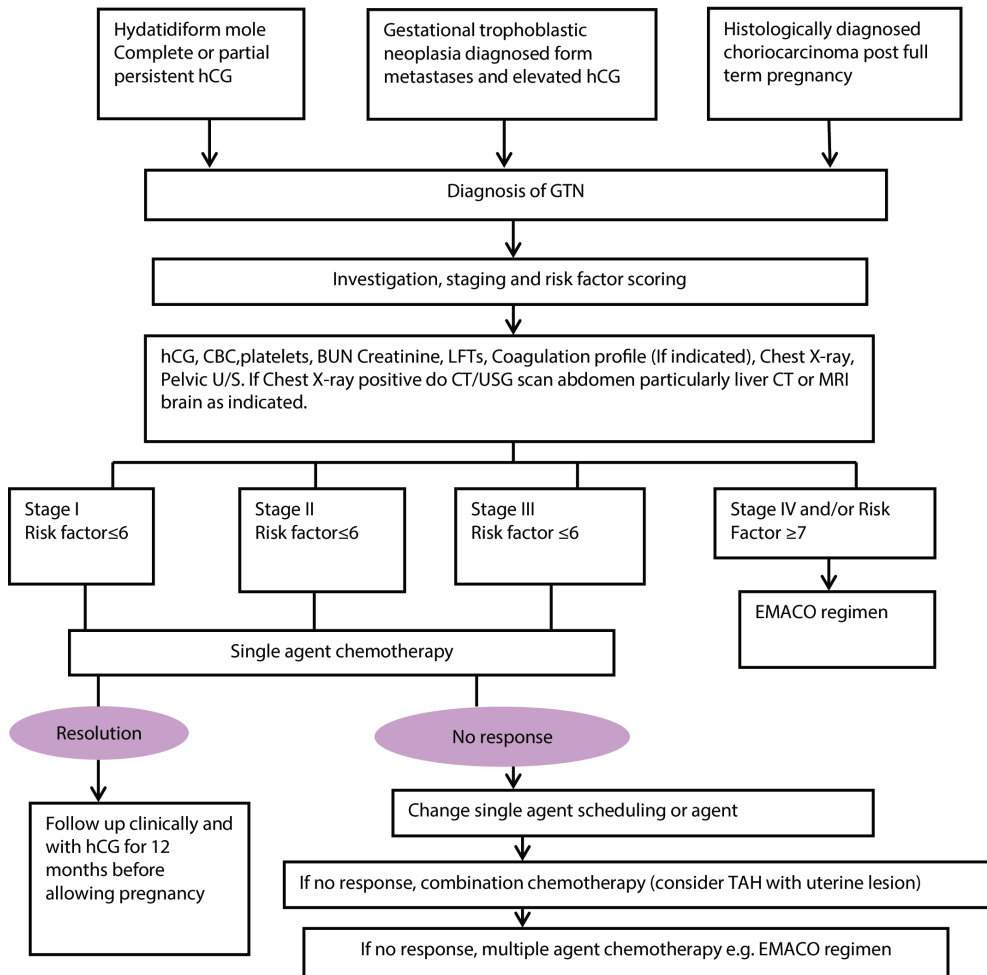 Hydatidiform mole
Complete or partial
persistent hCG
Gestational trophoblastic
neoplasia diagnosed form
metastases and elevated hCG
Histologically diagnosed
choriocarcinoma post full
term pregnancy
Diagnosis of GTN
Investigation, staging and risk factor scoring
hCG, CBC,platelets, BUN Creatinine, LFTs, Coagulation profile (If indicated), Chest X-ray,
Pelvic U/S. If Chest X-ray positive do CT/USG scan abdomen particularly liver CT or MRI
brain as indicated.
Stage I
Risk factor≤6
Stage II
Risk factor≤6
Stage III
Risk factor ≤6
Stage IV and/or Risk
Factor ≥7
EMACO regimen
Single agent chemotherapy
Resolution
No response
Follow up clinically and
with hCG for 12
months before
allowing pregnancy
Change single agent scheduling or agent
If no response, combination chemotherapy (consider TAH with uterine lesion)
If no response, multiple agent chemotherapy e.g. EMACO regimen